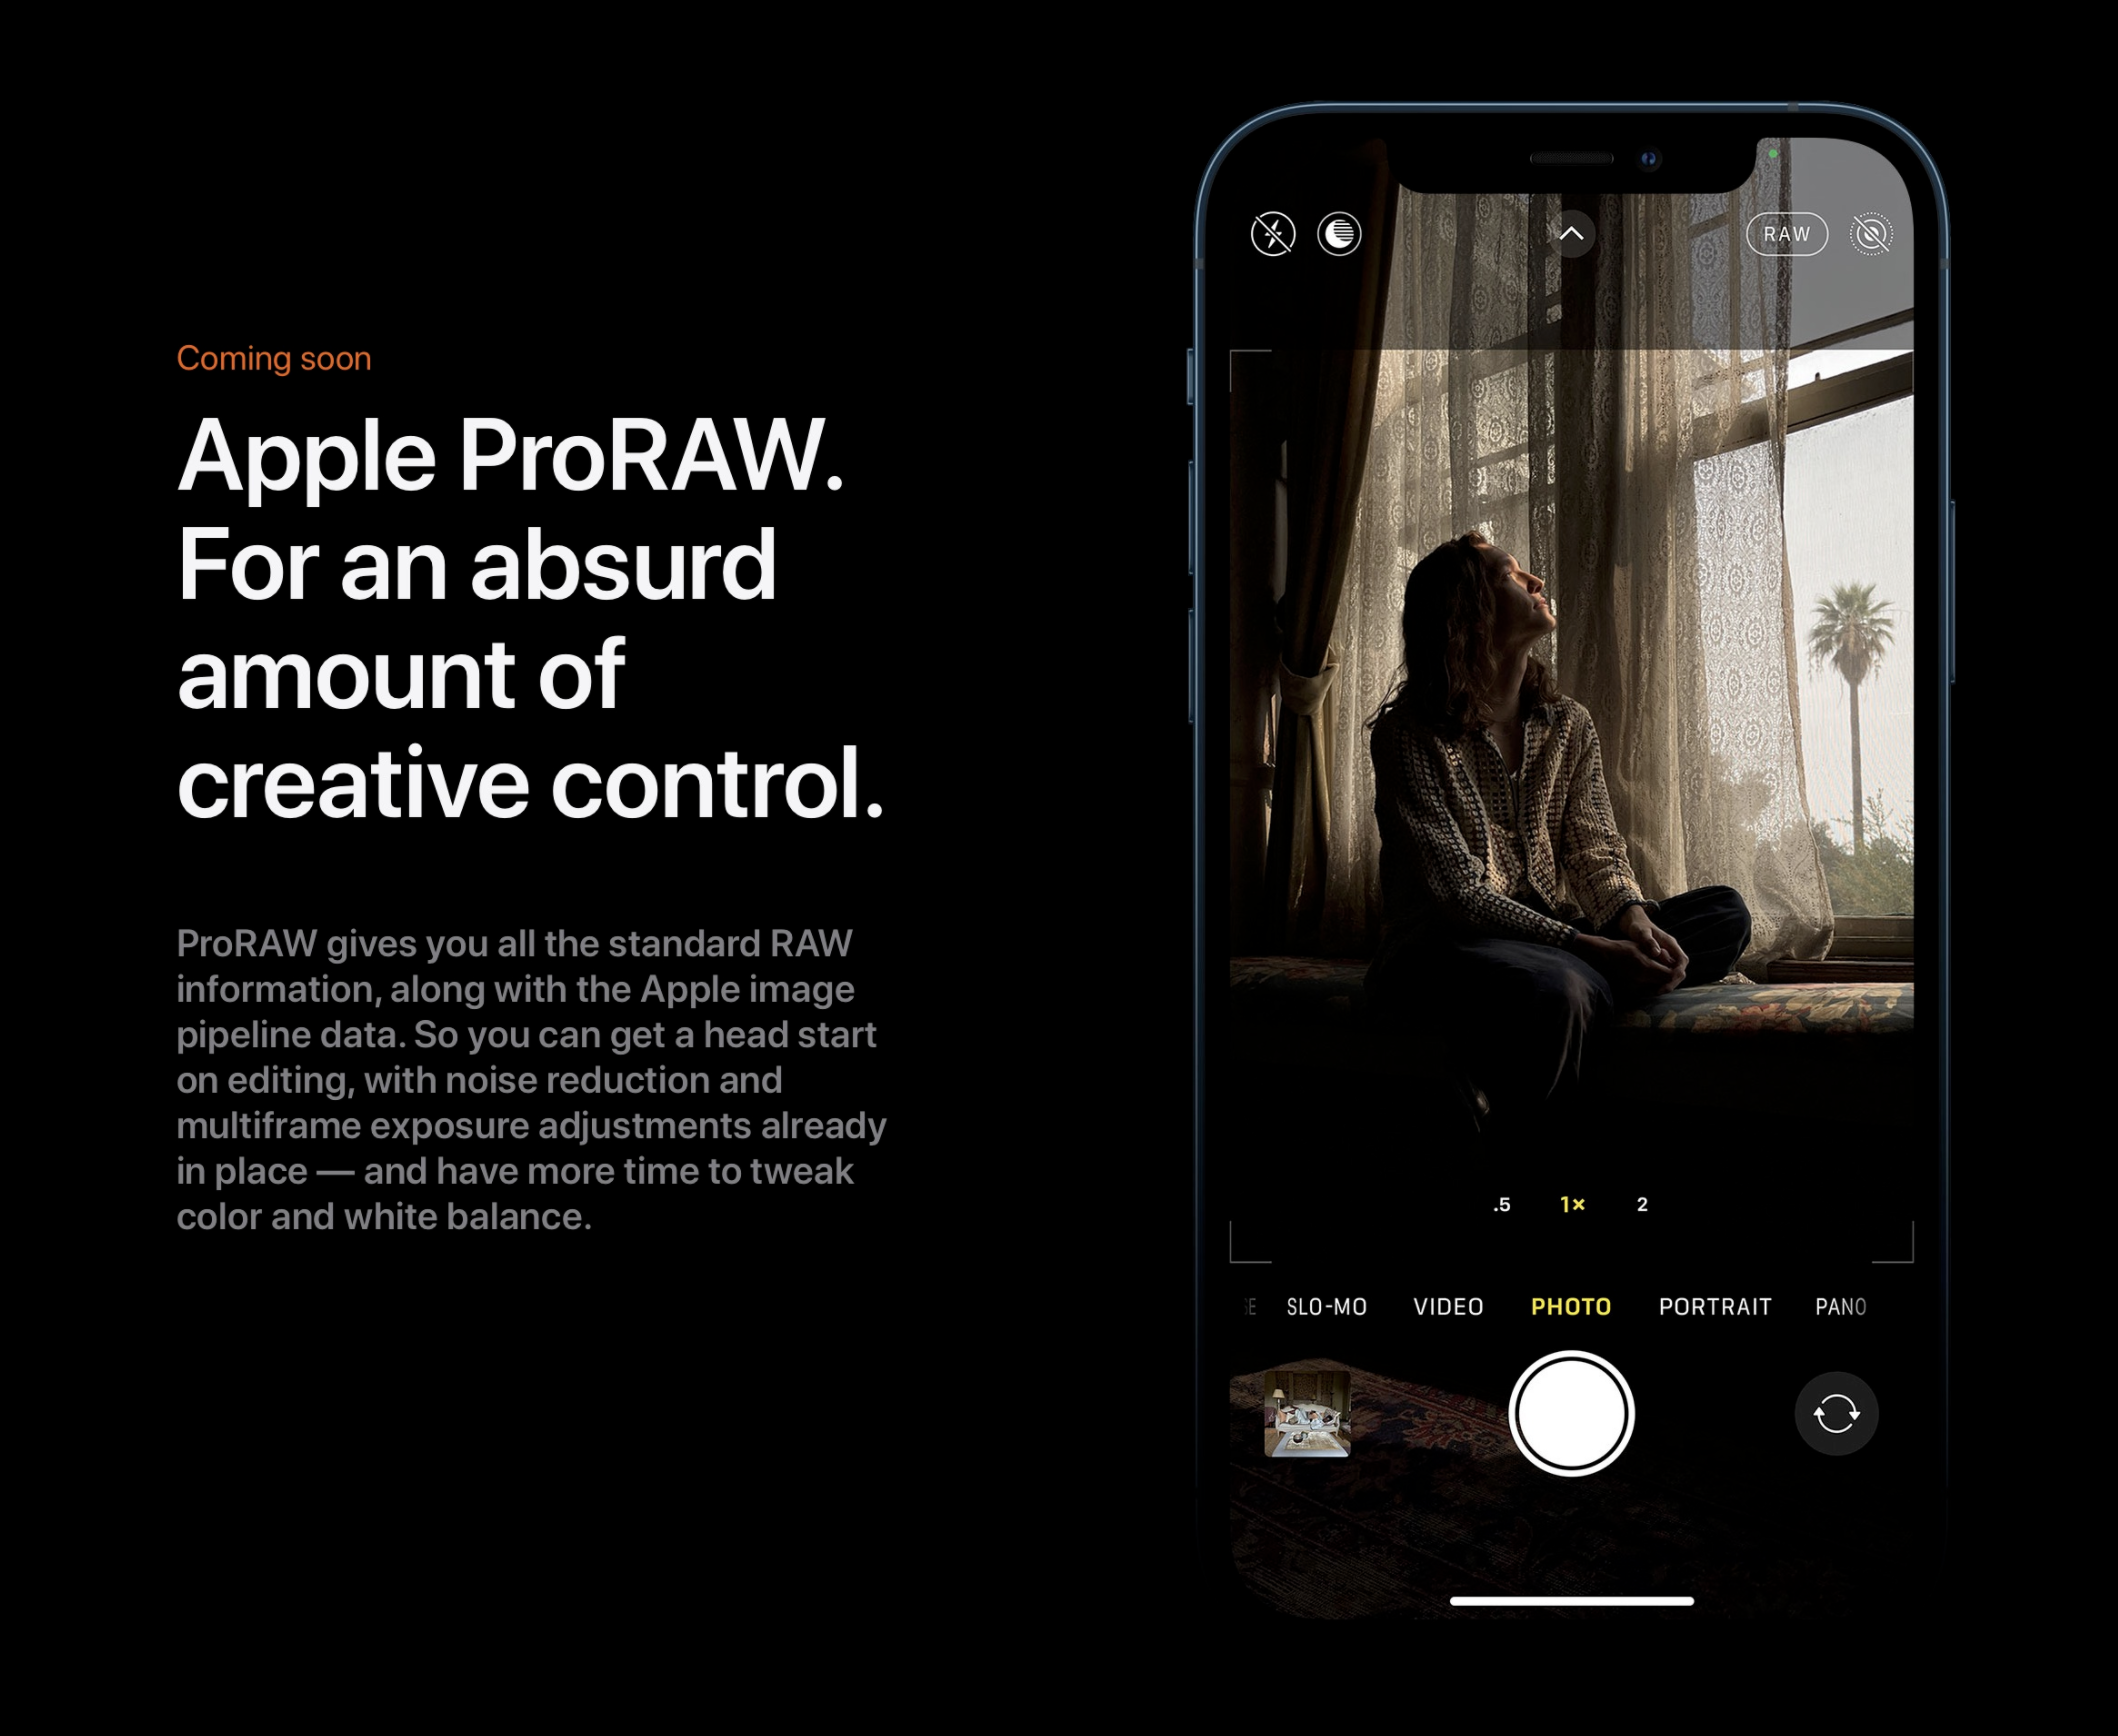 Coming soon
Apple ProRAW.
For an absurd
amount of
creative control.
ProRAW gives you all the standard RAW
information, along with the Apple image
pipeline data. So you can get a head start
on editing, with noise reduction and
multiframe exposure adjustments already
in place — and have more time to tweak
color and white balance.
RAW
.5 1× 2
SLO-MO VIDEO PHOTO PORTRAIT PANO